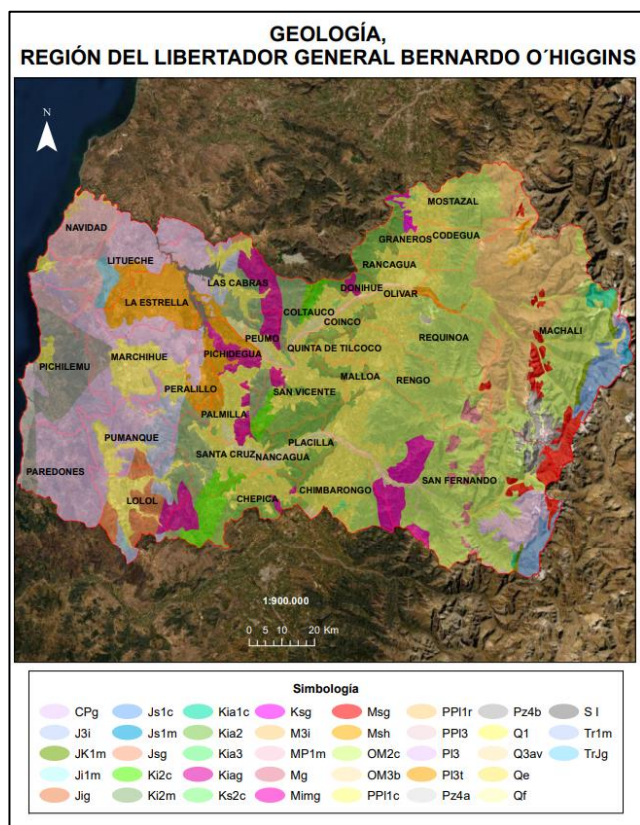 GEOLOGÍA,
REGIÓN DEL LIBERTADOR GENERAL BERNARDO O´HIGGINS
N
MOSTAZAL
NAVIDAD
GRANEROS CODEGUA
LITUECHE
RANCAGUA
LAS CABRAS
DONIHUE
OLIVAR
LA ESTRELLA
COLTAUCO
COINCO
MACHALI
PEUMO
REQUINOA
PICHILEMU
MARCHIHUE
PICHIDEGUA
QUINTA DE TILCOCO
MALLOA
RENGO
PERALILLO
SAN VICENTE
PALMILLA
PUMANQUE
PLACILLA
SANTA CRUZ
NANCAGUA
PAREDONES
SAN FERNANDO
LOLOL
CHEPICA
CHIMBARONGO
1:900.000
0 5 10 20 Km
Simbología
CPg Js1c Kia1c Ksg Msg PPl1r Pz4b S I
J3i Js1m Kia2 M3i Msh PPl3 Q1 Tr1m
JK1m Jsg Kia3 MP1m OM2c Pl3 Q3av TrJg
Ji1m Ki2c Kiag Mg OM3b Pl3t Qe
Jig Ki2m Ks2c Mimg PPl1c Pz4a Qf